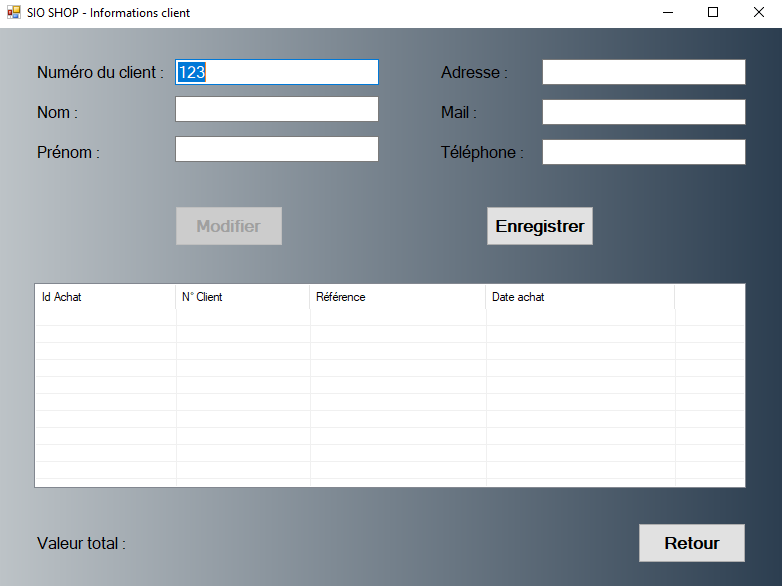 SIO SHOP - Informations client
Numéro du client : 123
Adresse :
Nom :
Mail :
Prénom :
Téléphone :
Modifier
Enregistrer
Id Achat N° Client Référence Date achat
Valeur total :
Retour